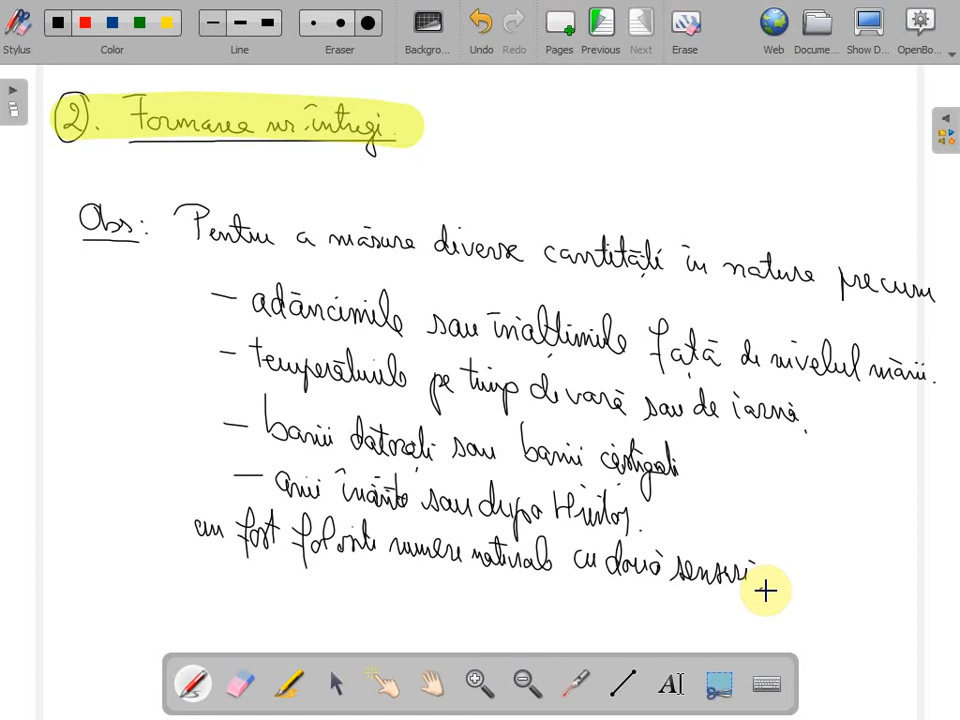 Stylus Color Line Eraser Backgro... Undo Redo Pages Previous Next Erase Web Docume... Show D... OpenBo...
2. Formarea nr. întregi.
Obs: Pentru a măsura diverse cantități în natură precum
- adâncimile sau înălțimile față de nivelul mării.
- temperaturile pe timp de vară sau de iarnă,
- banii datorați sau banii câștigați
- anii înainte sau după Hristos.
au fost folosite numere naturale cu două sensuri
A